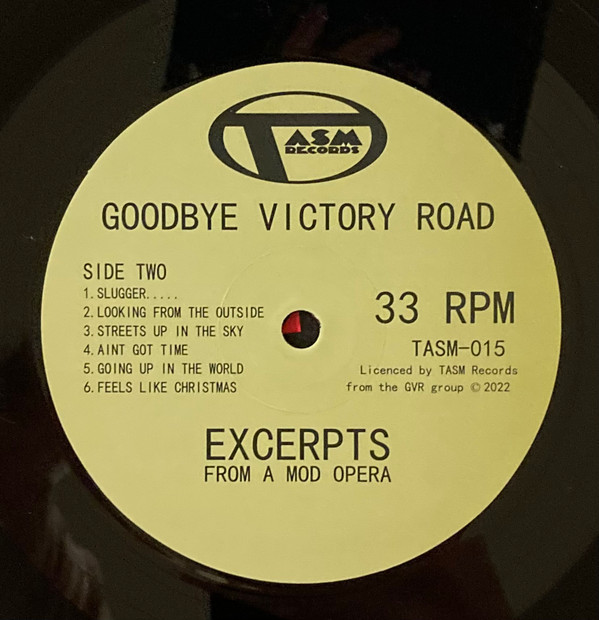 TASM
RECORDS
GOODBYE VICTORY ROAD
SIDE TWO
1. SLUGGER.....
2. LOOKING FROM THE OUTSIDE
3. STREETS UP IN THE SKY
4. AINT GOT TIME
5. GOING UP IN THE WORLD
6. FEELS LIKE CHRISTMAS
33 RPM
TASM-015
Licenced by TASM Records
from the GVR group © 2022
EXCERPTS
FROM A MOD OPERA